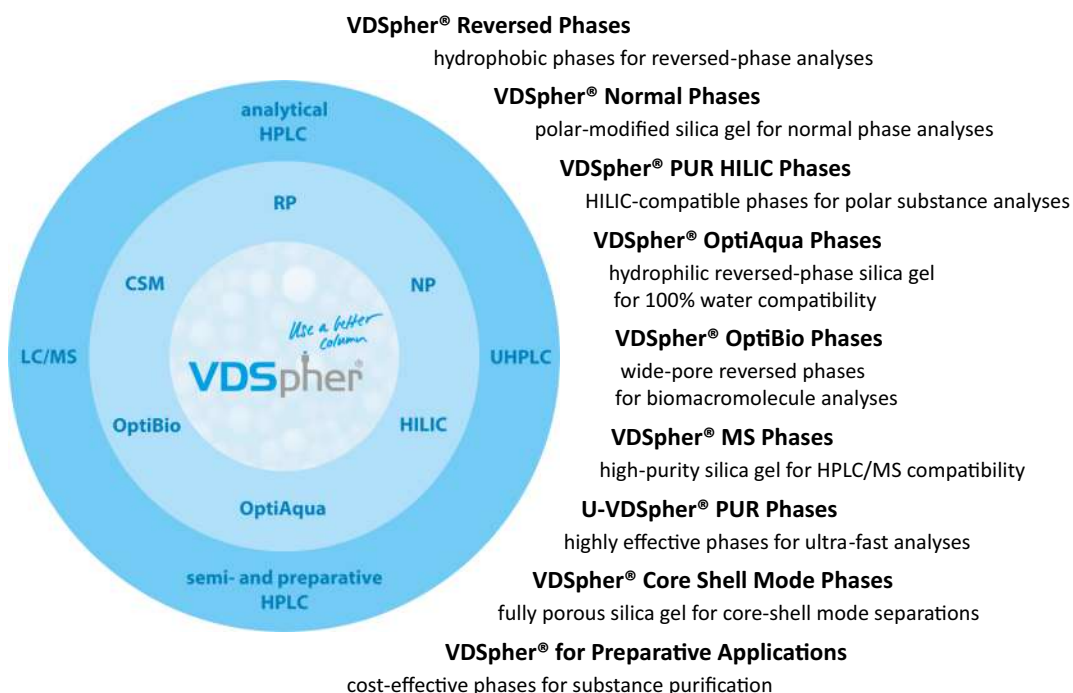 VDSpher® Reversed Phases
hydrophobic phases for reversed-phase analyses
VDSpher® Normal Phases
polar-modified silica gel for normal phase analyses
VDSpher® PUR HILIC Phases
HILIC-compatible phases for polar substance analyses
VDSpher® OptiAqua Phases
hydrophilic reversed-phase silica gel
for 100% water compatibility
VDSpher® OptiBio Phases
wide-pore reversed phases
for biomacromolecule analyses
VDSpher® MS Phases
high-purity silica gel for HPLC/MS compatibility
U-VDSpher® PUR Phases
highly effective phases for ultra-fast analyses
VDSpher® Core Shell Mode Phases
fully porous silica gel for core-shell mode separations
VDSpher® for Preparative Applications
cost-effective phases for substance purification
analytical
HPLC
RP
CSM
NP
LC/MS
UHPLC
Use a better
column
VDSpher®
OptiBio
HILIC
OptiAqua
semi- and preparative
HPLC